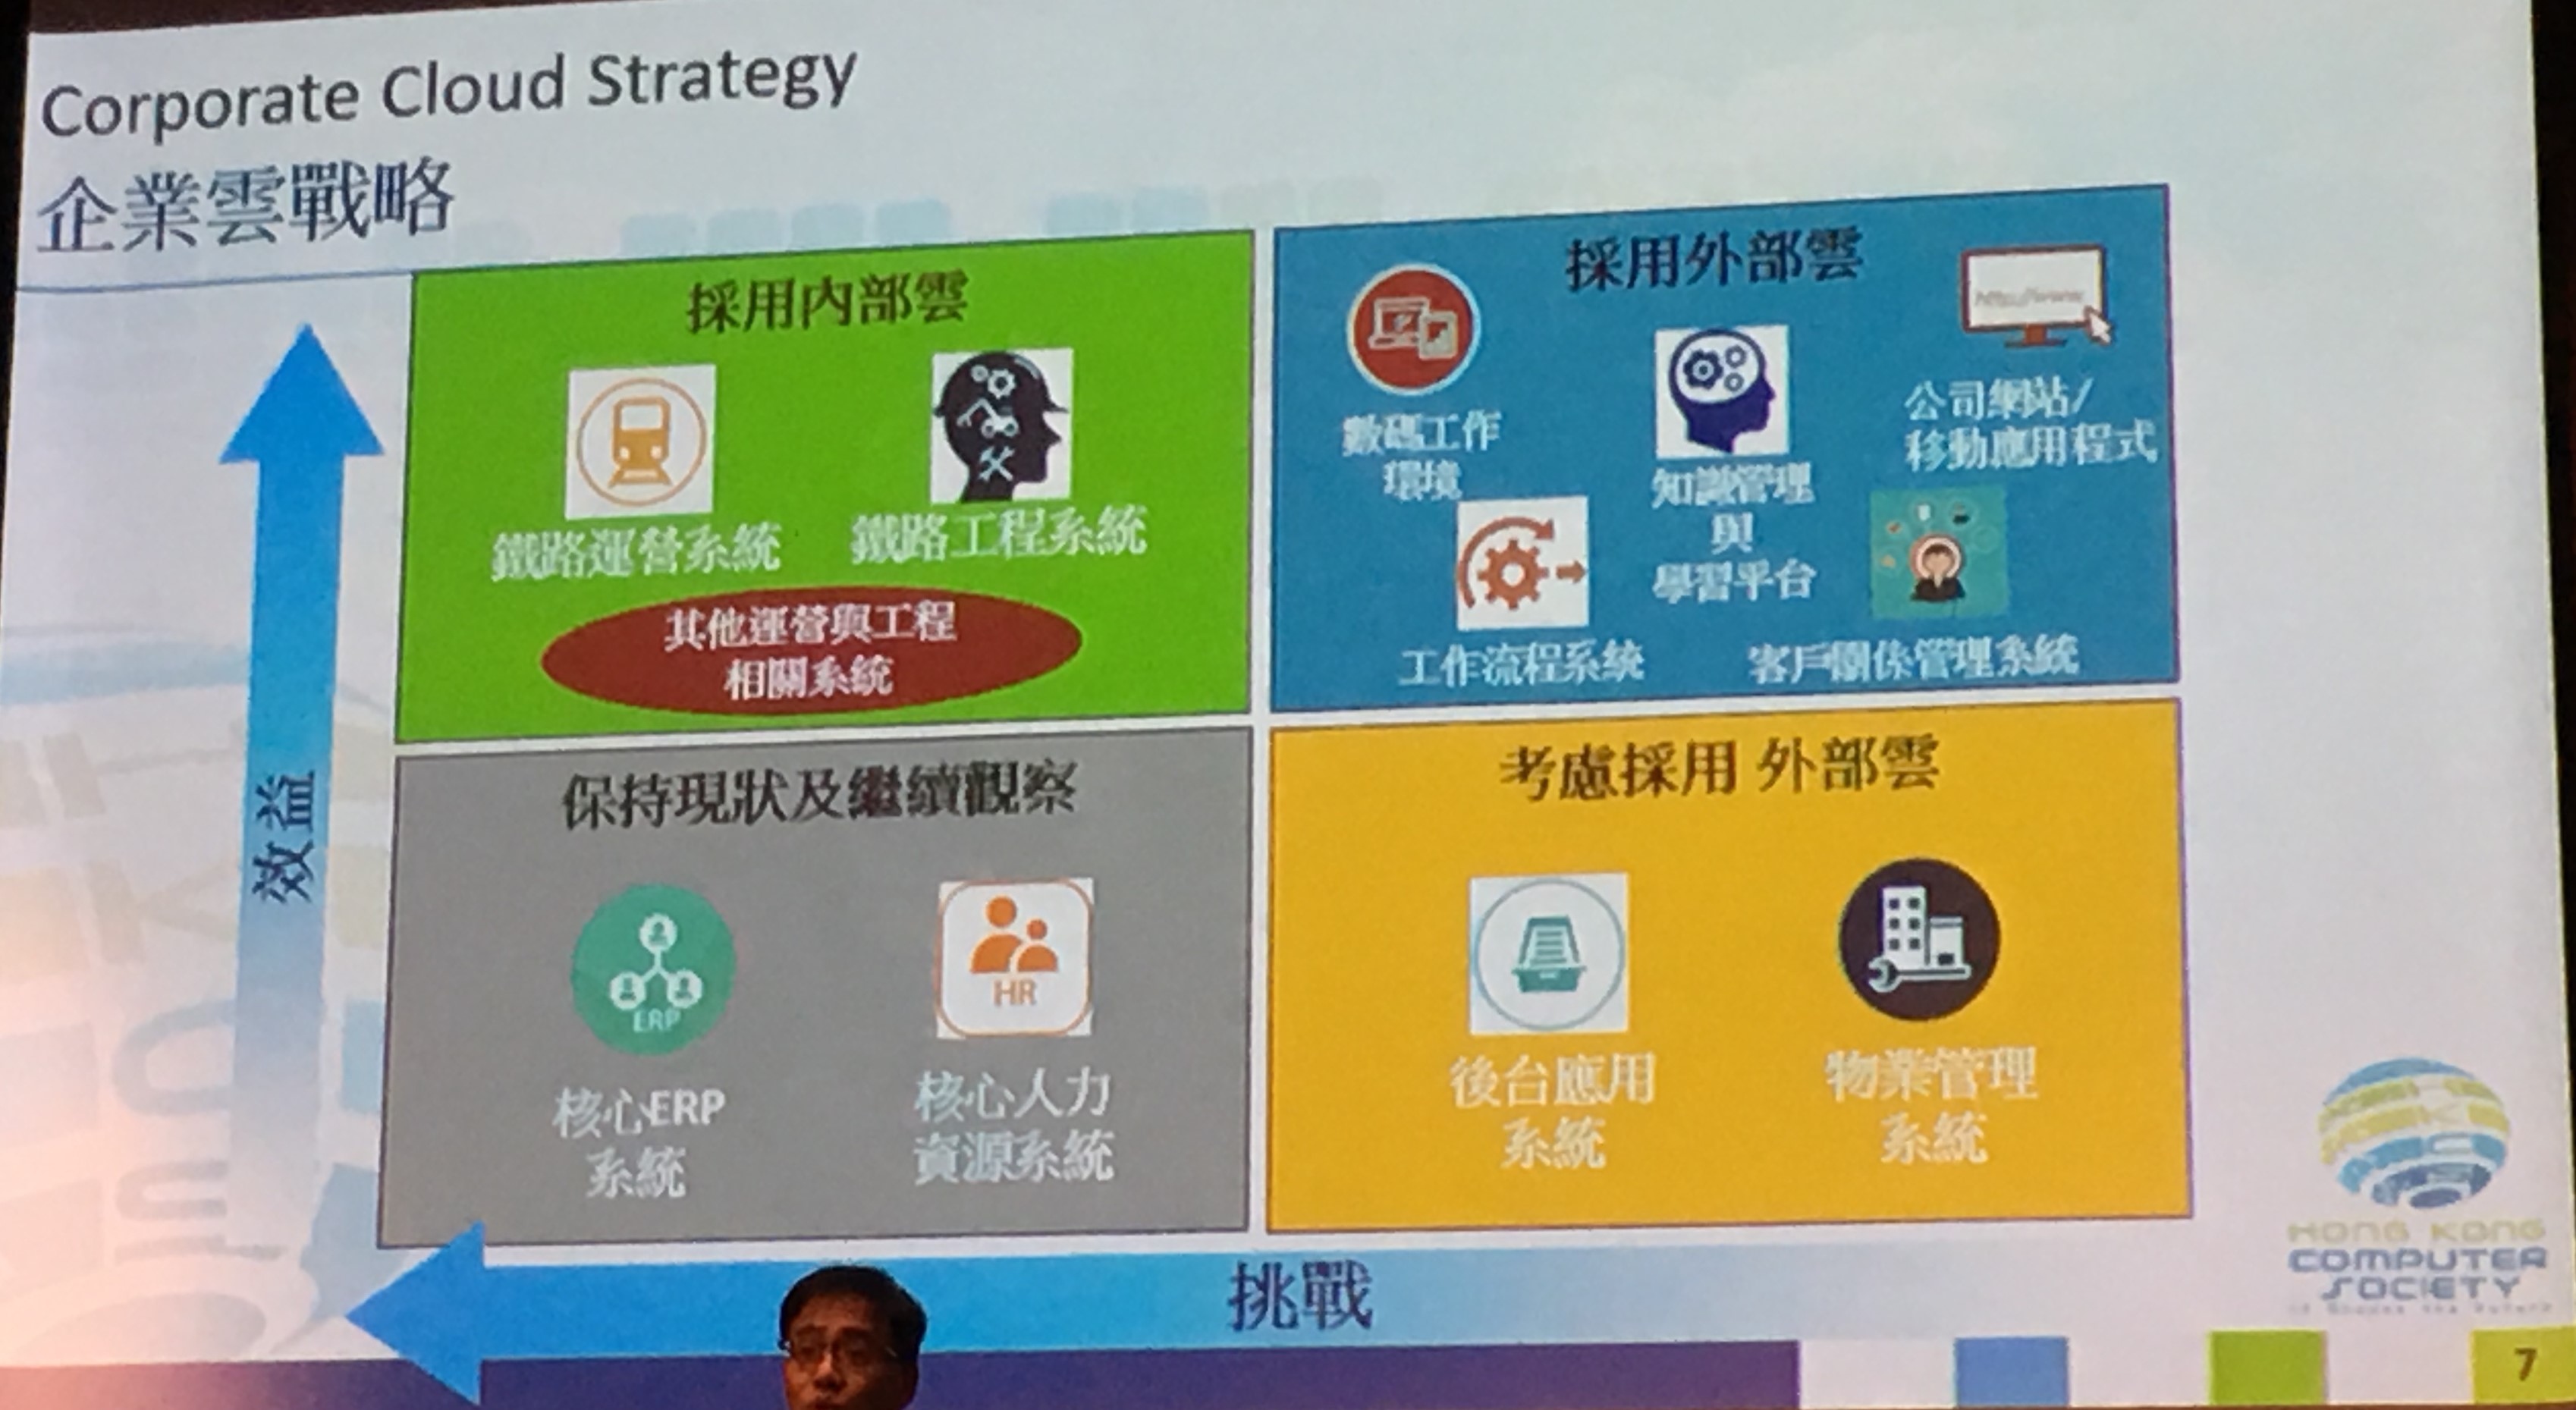 Corporate Cloud Strategy
企業雲戰略
採用內部雲
鐵路運營系統
鐵路工程系統
其他運營與工程
相關系統
採用外部雲
數碼工作
環境
知識管理
與
學習平台
http://www.
公司網站/
移動應用程式
工作流程系統
客戶關係管理系統
效益
保持現狀及繼續觀察
ERP
核心ERP
系統
HR
核心人力
資源系統
考慮採用 外部雲
後台應用
系統
物業管理
系統
挑戰
HONG KONG
COMPUTER
SOCIETY
7